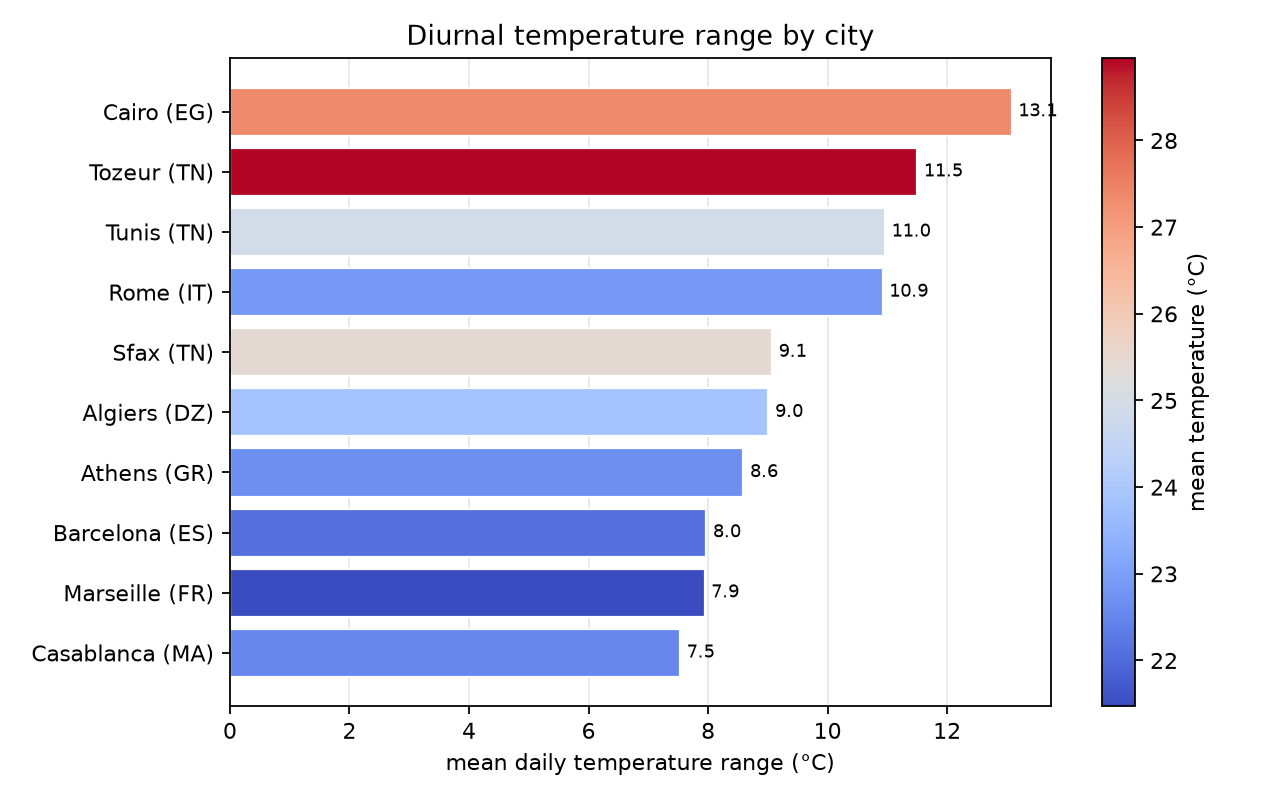 Diurnal temperature range by city
Cairo (EG) 13.1
Tozeur (TN) 11.5
Tunis (TN) 11.0
Rome (IT) 10.9
Sfax (TN) 9.1
Algiers (DZ) 9.0
Athens (GR) 8.6
Barcelona (ES) 8.0
Marseille (FR) 7.9
Casablanca (MA) 7.5
0 2 4 6 8 10 12
mean daily temperature range (°C)
28
27
26
25
24
23
22
mean temperature (°C)